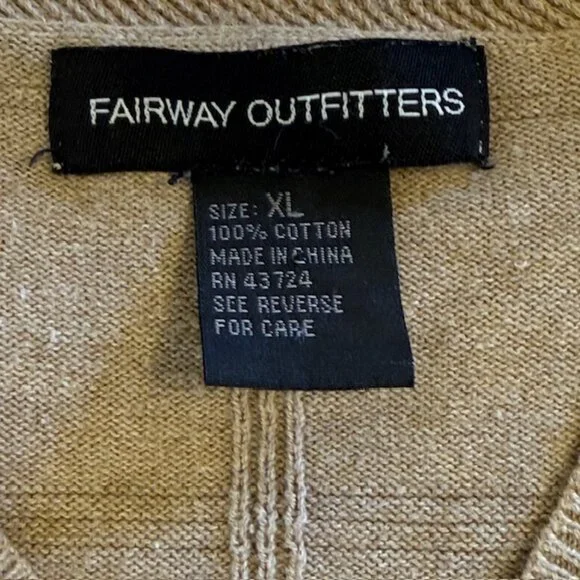 FAIRWAY OUTFITTERS
SIZE: XL
100% COTTON
MADE IN CHINA
RN 43724
SEE REVERSE
FOR CARE